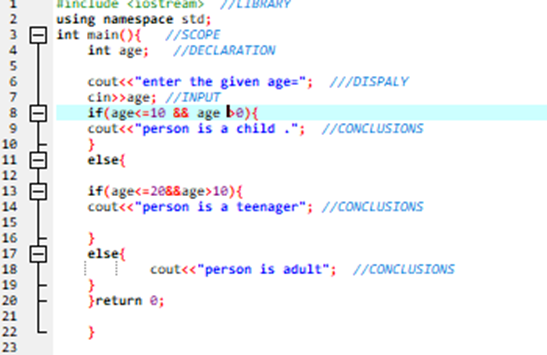 1 #include <iostream> //LIBRARY
2 using namespace std;
3 int main(){ //SCOPE
4 int age; //DECLARATION
5
6 cout<<"enter the given age="; ///DISPALY
7 cin>>age; //INPUT
8 if(age<=10 && age >0){
9 cout<<"person is a child ."; //CONCLUSIONS
10 }
11 else{
12
13 if(age<=20&&age>10){
14 cout<<"person is a teenager"; //CONCLUSIONS
15
16 }
17 else{
18 cout<<"person is adult"; //CONCLUSIONS
19 }
20 }return 0;
21
22 }
23